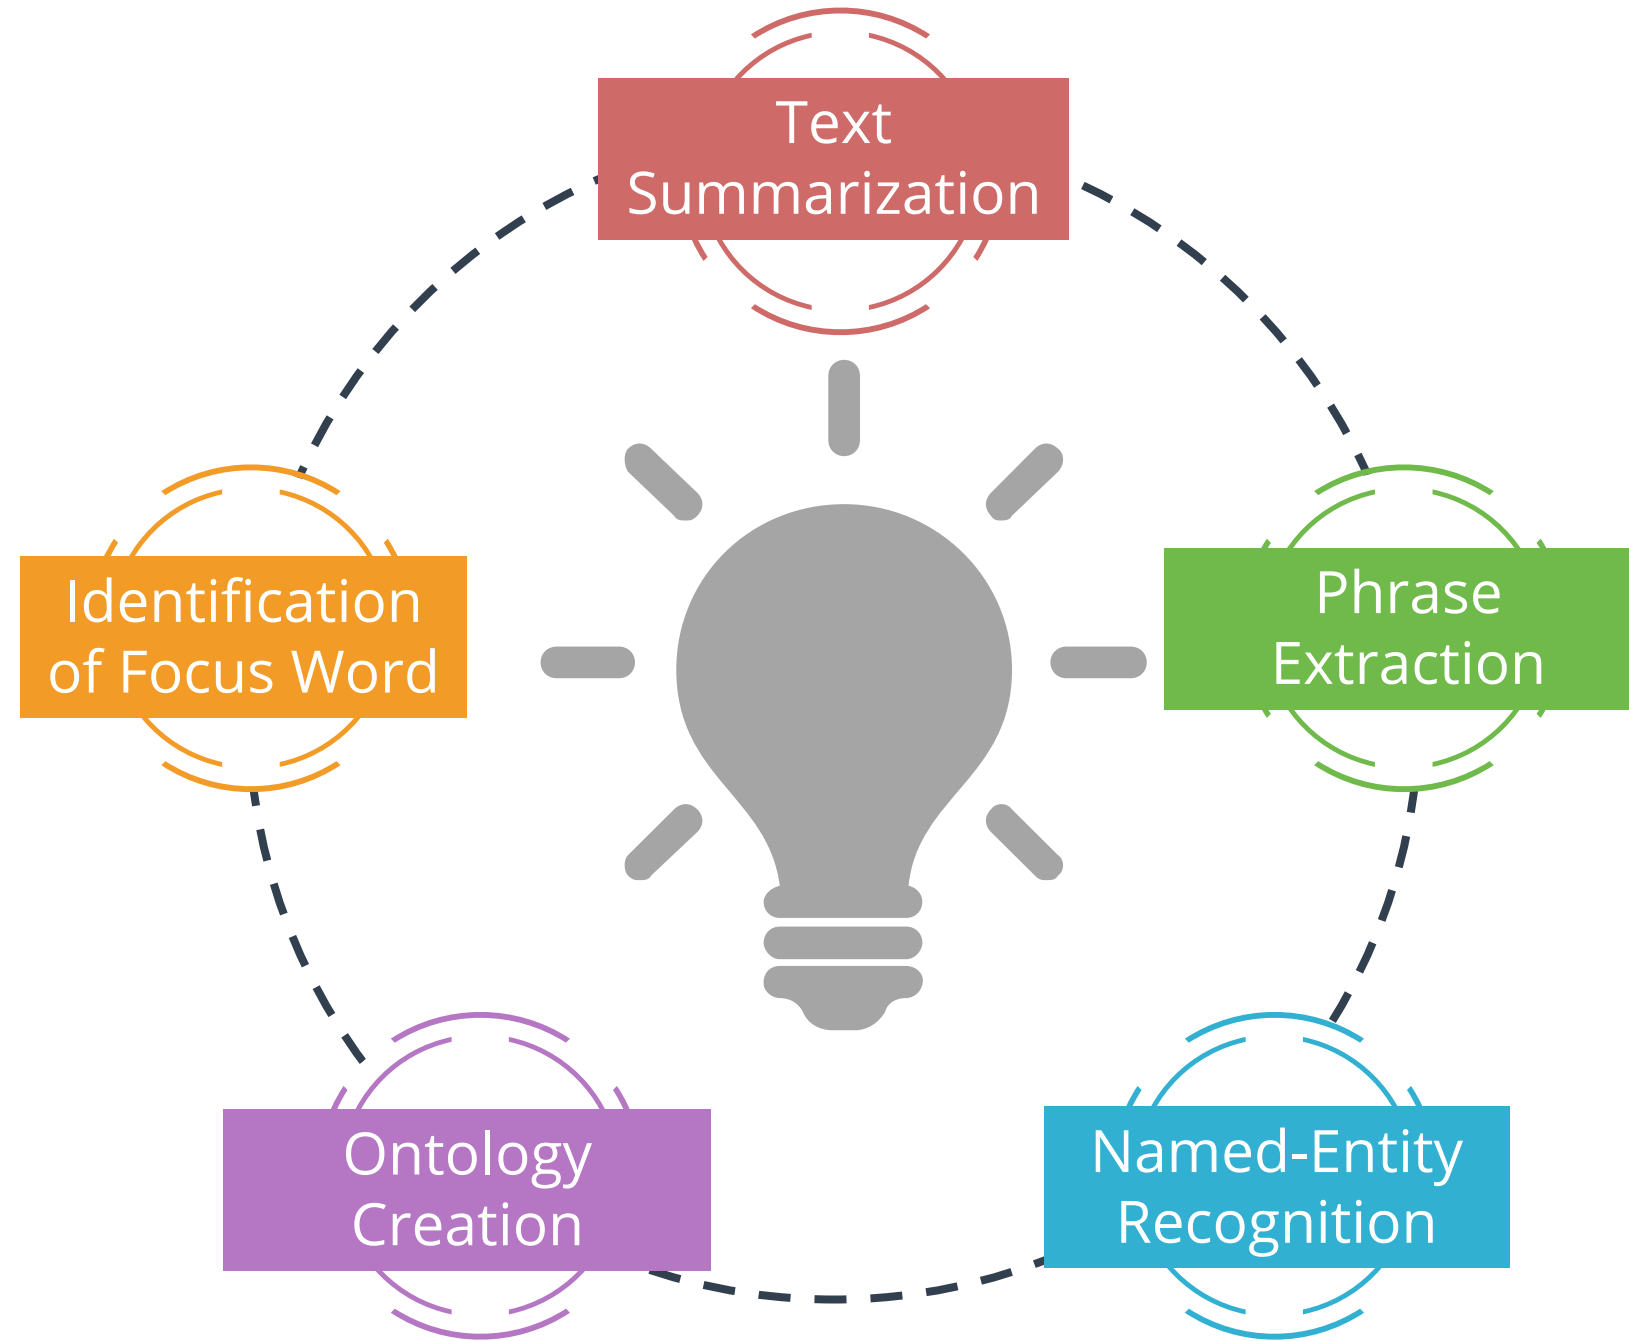 Text
Summarization
Identification
of Focus Word
Phrase
Extraction
Ontology
Creation
Named-Entity
Recognition